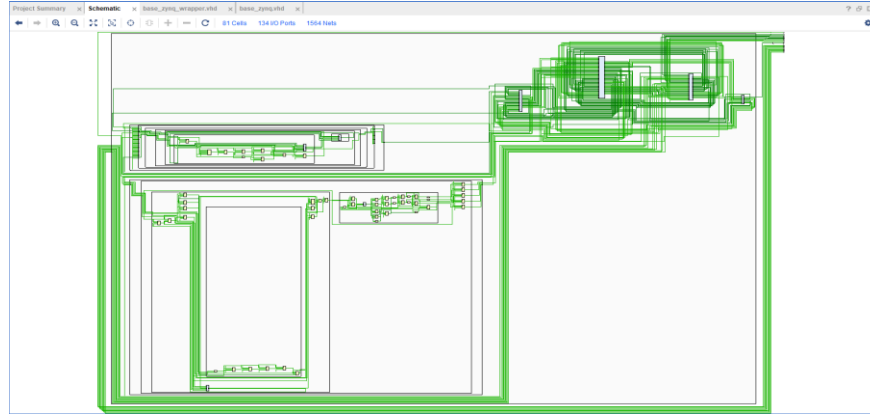 Project Summary × Schematic × base_zynq_wrapper.vhd × base_zynq.vhd ×
81 Cells 134 I/O Ports 1564 Nets